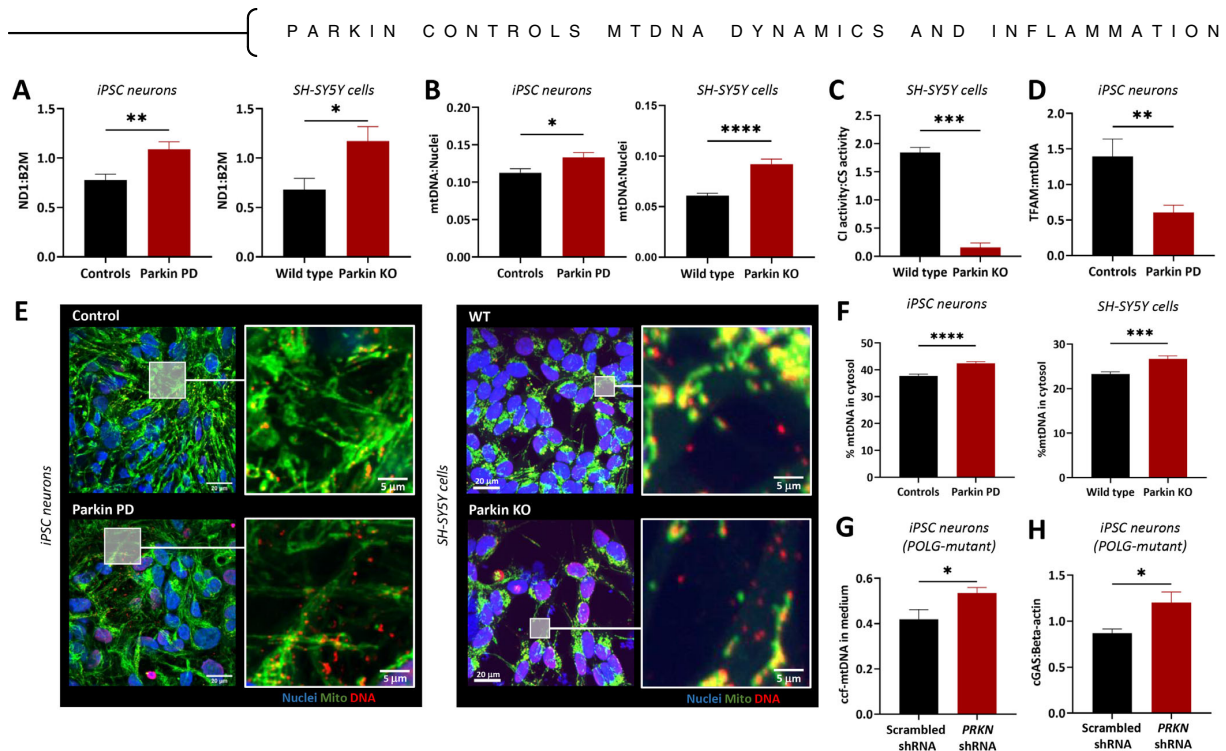 PARKIN CONTROLS MTDNA DYNAMICS AND INFLAMMATION
A
iPSC neurons
ND1:B2M
1.5
1.0
0.5
0.0
**
Controls Parkin PD
SH-SY5Y cells
ND1:B2M
1.5
1.0
0.5
0.0
*
Wild type Parkin KO
B
iPSC neurons
mtDNA:Nuclei
0.20
0.15
0.10
0.05
0.00
*
Controls Parkin PD
SH-SY5Y cells
mtDNA:Nuclei
0.15
0.10
0.05
0.00
****
Wild type Parkin KO
C
SH-SY5Y cells
CI activity:CS activity
2.5
2.0
1.5
1.0
0.5
0.0
***
Wild type Parkin KO
D
iPSC neurons
TFAM:mtDNA
2.0
1.5
1.0
0.5
0.0
**
Controls Parkin PD
E
iPSC neurons
Control
20 μm
5 μm
Parkin PD
20 μm
5 μm
Nuclei Mito DNA
SH-SY5Y cells
WT
20 μm
5 μm
Parkin KO
20 μm
5 μm
Nuclei Mito DNA
F
iPSC neurons
% mtDNA in cytosol
50
40
30
20
10
0
****
Controls Parkin PD
SH-SY5Y cells
%mtDNA in cytosol
30
20
10
0
***
Wild type Parkin KO
G
iPSC neurons
(POLG-mutant)
ccf-mtDNA in medium
0.6
0.4
0.2
0.0
*
Scrambled PRKN
shRNA shRNA
H
iPSC neurons
(POLG-mutant)
cGAS:Beta-actin
1.5
1.0
0.5
0.0
*
Scrambled PRKN
shRNA shRNA